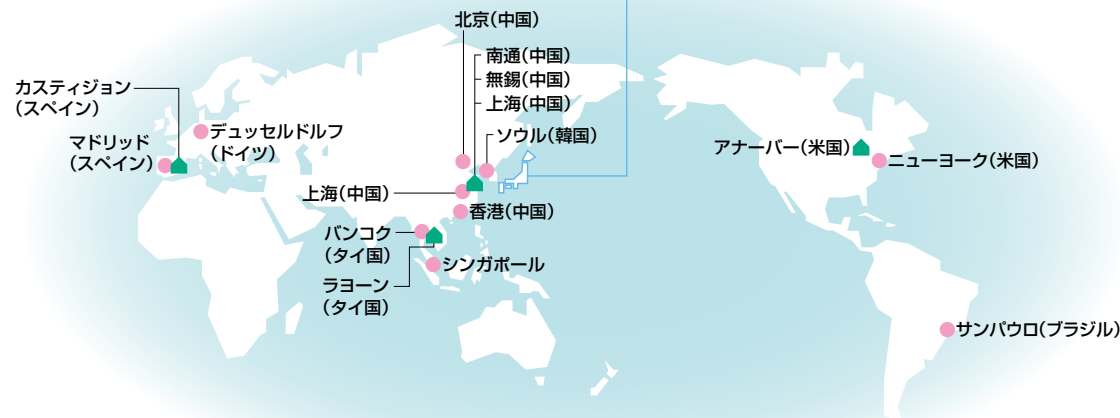 北京(中国)
南通(中国)
無錫(中国)
上海(中国)
カスティジョン
(スペイン)
デュッセルドルフ
(ドイツ)
マドリッド
(スペイン)
ソウル(韓国)
アナーバー(米国)
ニューヨーク(米国)
上海(中国)
香港(中国)
バンコク
(タイ国)
シンガポール
ラヨーン
(タイ国)
サンパウロ(ブラジル)